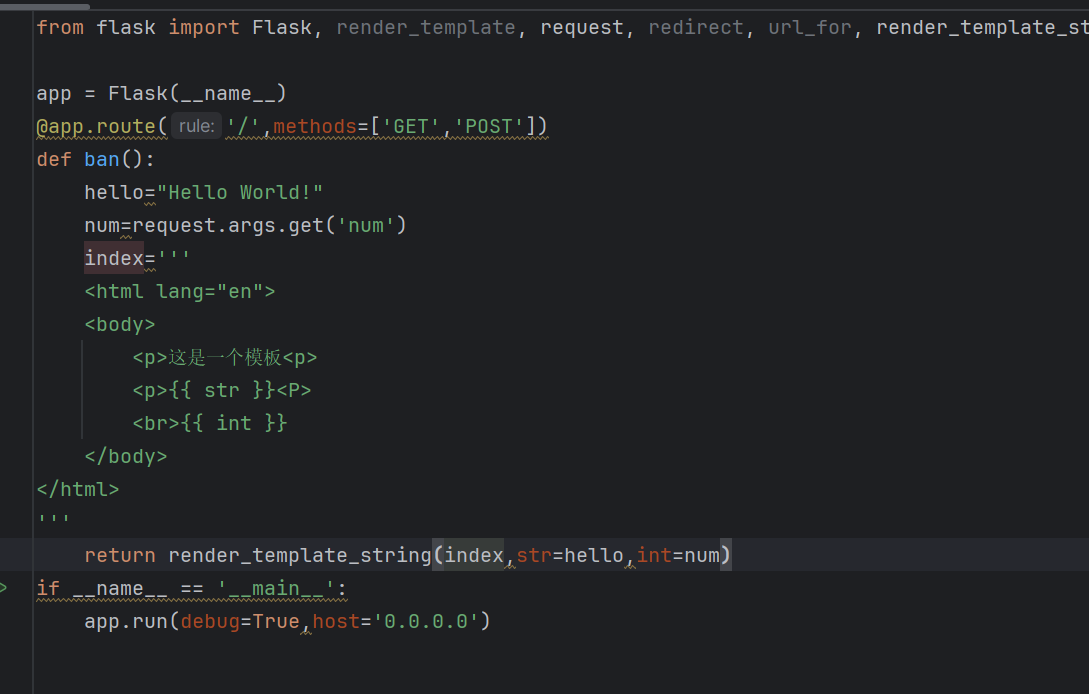 from flask import Flask, render_template, request, redirect, url_for, render_template_st
app = Flask(__name__)
@app.route( rule: '/',methods=['GET','POST'])
def ban():
    hello="Hello World!"
    num=request.args.get('num')
    index='''
    <html lang="en">
    <body>
        <p>这是一个模板<p>
        <p>{{ str }}<P>
        <br>{{ int }}
    </body>
</html>
'''
    return render_template_string(index,str=hello,int=num)
if __name__ == '__main__':
    app.run(debug=True,host='0.0.0.0')